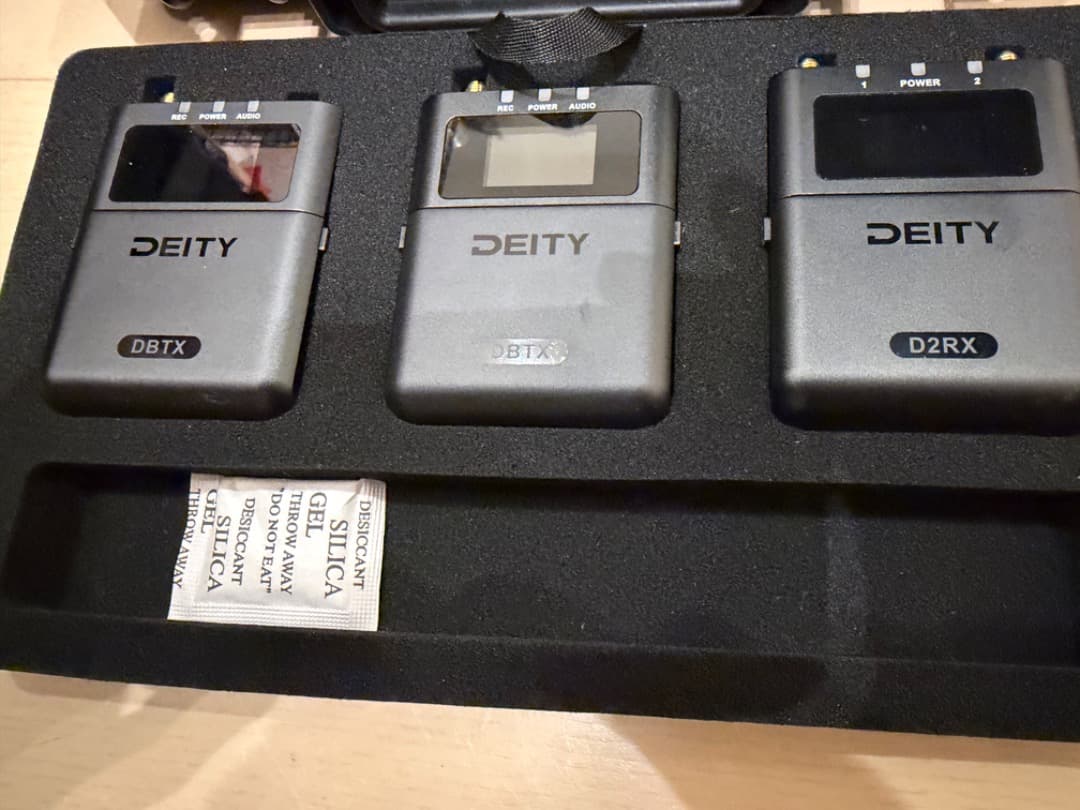 REC POWER AUDIO
DEITY
DBTX
REC POWER AUDIO
DEITY
DBTX
1 POWER 2
DEITY
D2RX
DESICCANT
SILICA
GEL
THROW AWAY
"DO NOT EAT"
DESICCANT
SILICA
GEL
THROW AWAY